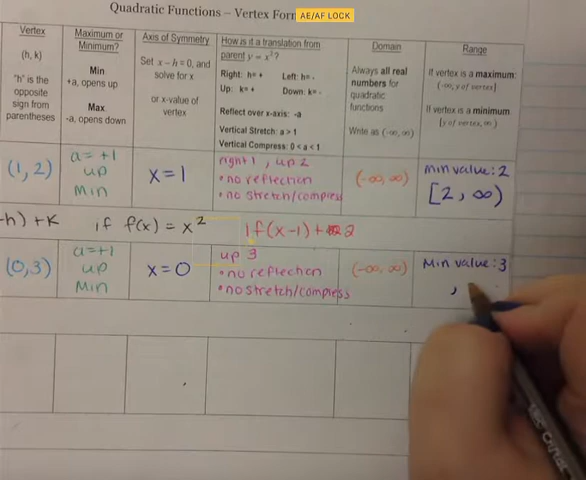 Quadratic Functions – Vertex For
AE/AF LOCK
Vertex
(h, k)
"h" is the
opposite
sign from
parentheses
Maximum or
Minimum?
Min
+a, opens up
Max
-a, opens down
Axis of Symmetry
Set x − h = 0, and
solve for x
or x-value of
vertex
How is it a translation from
parent y = x²?
Right: h= + Left: h= -
Up: k= + Down: k= -
Reflect over x-axis: -a
Vertical Stretch: a > 1
Vertical Compress: 0 < a < 1
Domain
Always all real
numbers for
quadratic
functions
Write as (-∞, ∞)
Range
If vertex is a maximum:
(-∞, y of vertex]
If vertex is a minimum
[y of vertex, ∞)
(1, 2)
a = +1
up
Min
x = 1
right 1, up 2
• no reflection
• no stretch/compress
(-∞, ∞)
min value: 2
[2, ∞)
-h) + K if f(x) = x² 1f(x-1) + 2
(0,3)
a = +1
up
Min
x = 0
up 3
• no reflection
• no stretch/compress
(-∞, ∞)
Min value: 3
,